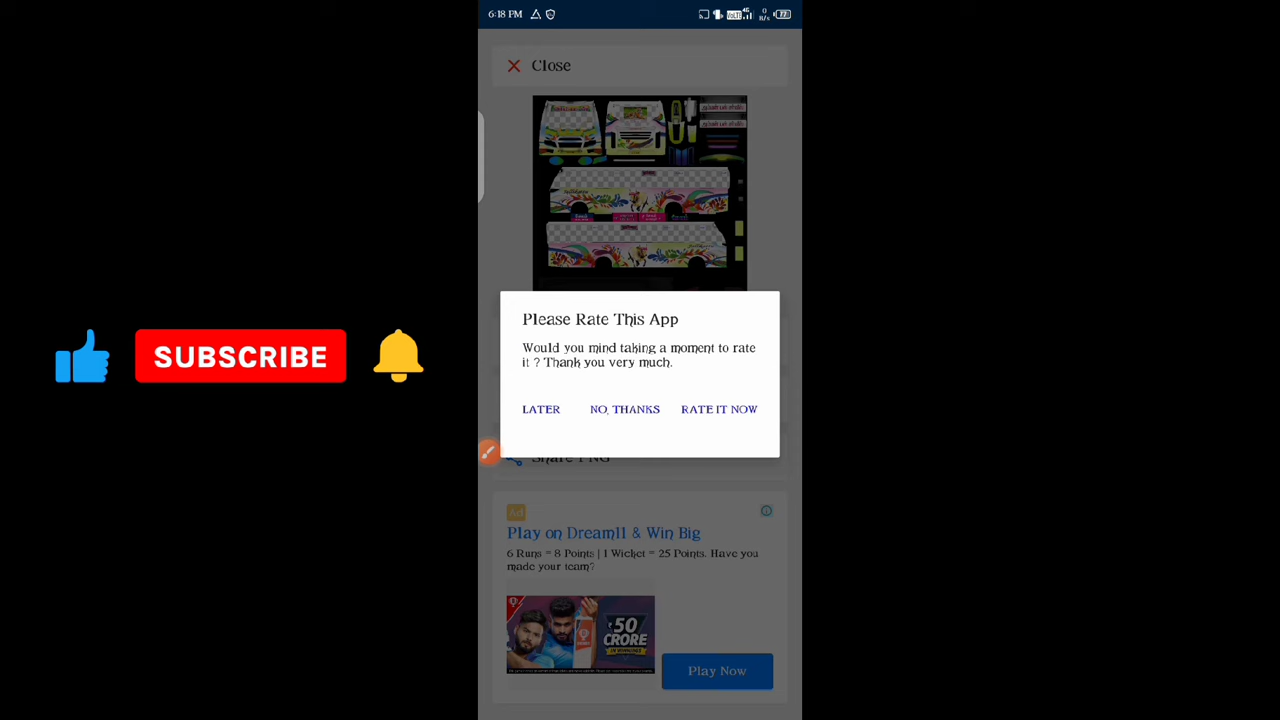 6:18 PM
Close
Please Rate This App
Would you mind taking a moment to rate
it ? Thank you very much.
LATER NO, THANKS RATE IT NOW
SUBSCRIBE
Share PNG
Ad
Play on Dream11 & Win Big
6 Runs = 8 Points | 1 Wicket = 25 Points. Have you
made your team?
₹50
CRORE
Play Now